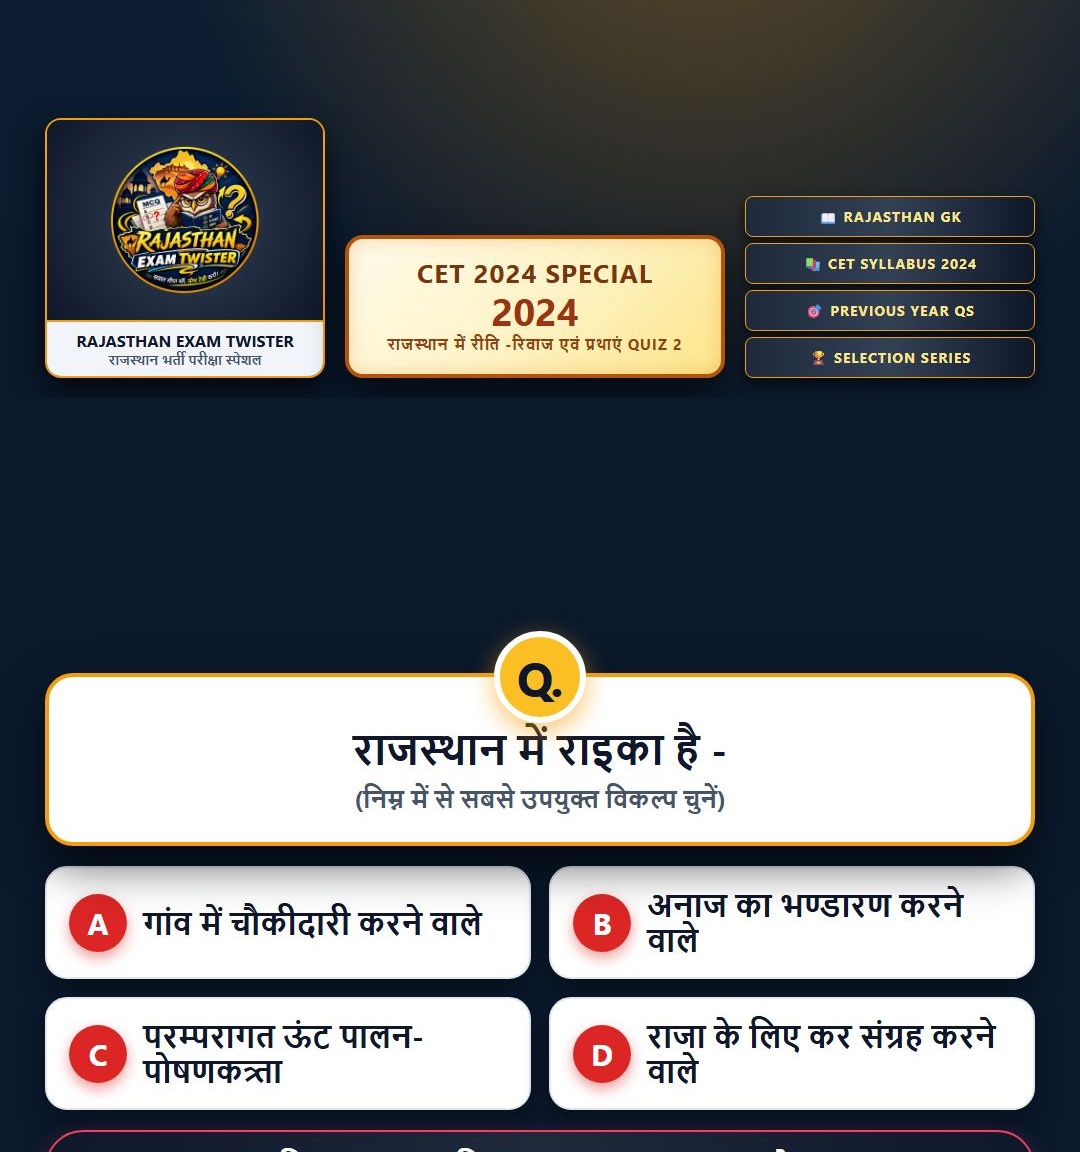 MCQ
?
?
RAJASTHAN
EXAM TWISTER
RAJASTHAN EXAM TWISTER
राजस्थान भर्ती परीक्षा स्पेशल
CET 2024 SPECIAL
2024
राजस्थान में रीति -रिवाज एवं प्रथाएं QUIZ 2
RAJASTHAN GK
CET SYLLABUS 2024
PREVIOUS YEAR QS
SELECTION SERIES
Q.
राजस्थान में राइका है -
(निम्न में से सबसे उपयुक्त विकल्प चुनें)
A गांव में चौकीदारी करने वाले
B अनाज का भण्डारण करने
वाले
C परम्परागत ऊंट पालन-
पोषणकर्त्ता
D राजा के लिए कर संग्रह करने
वाले